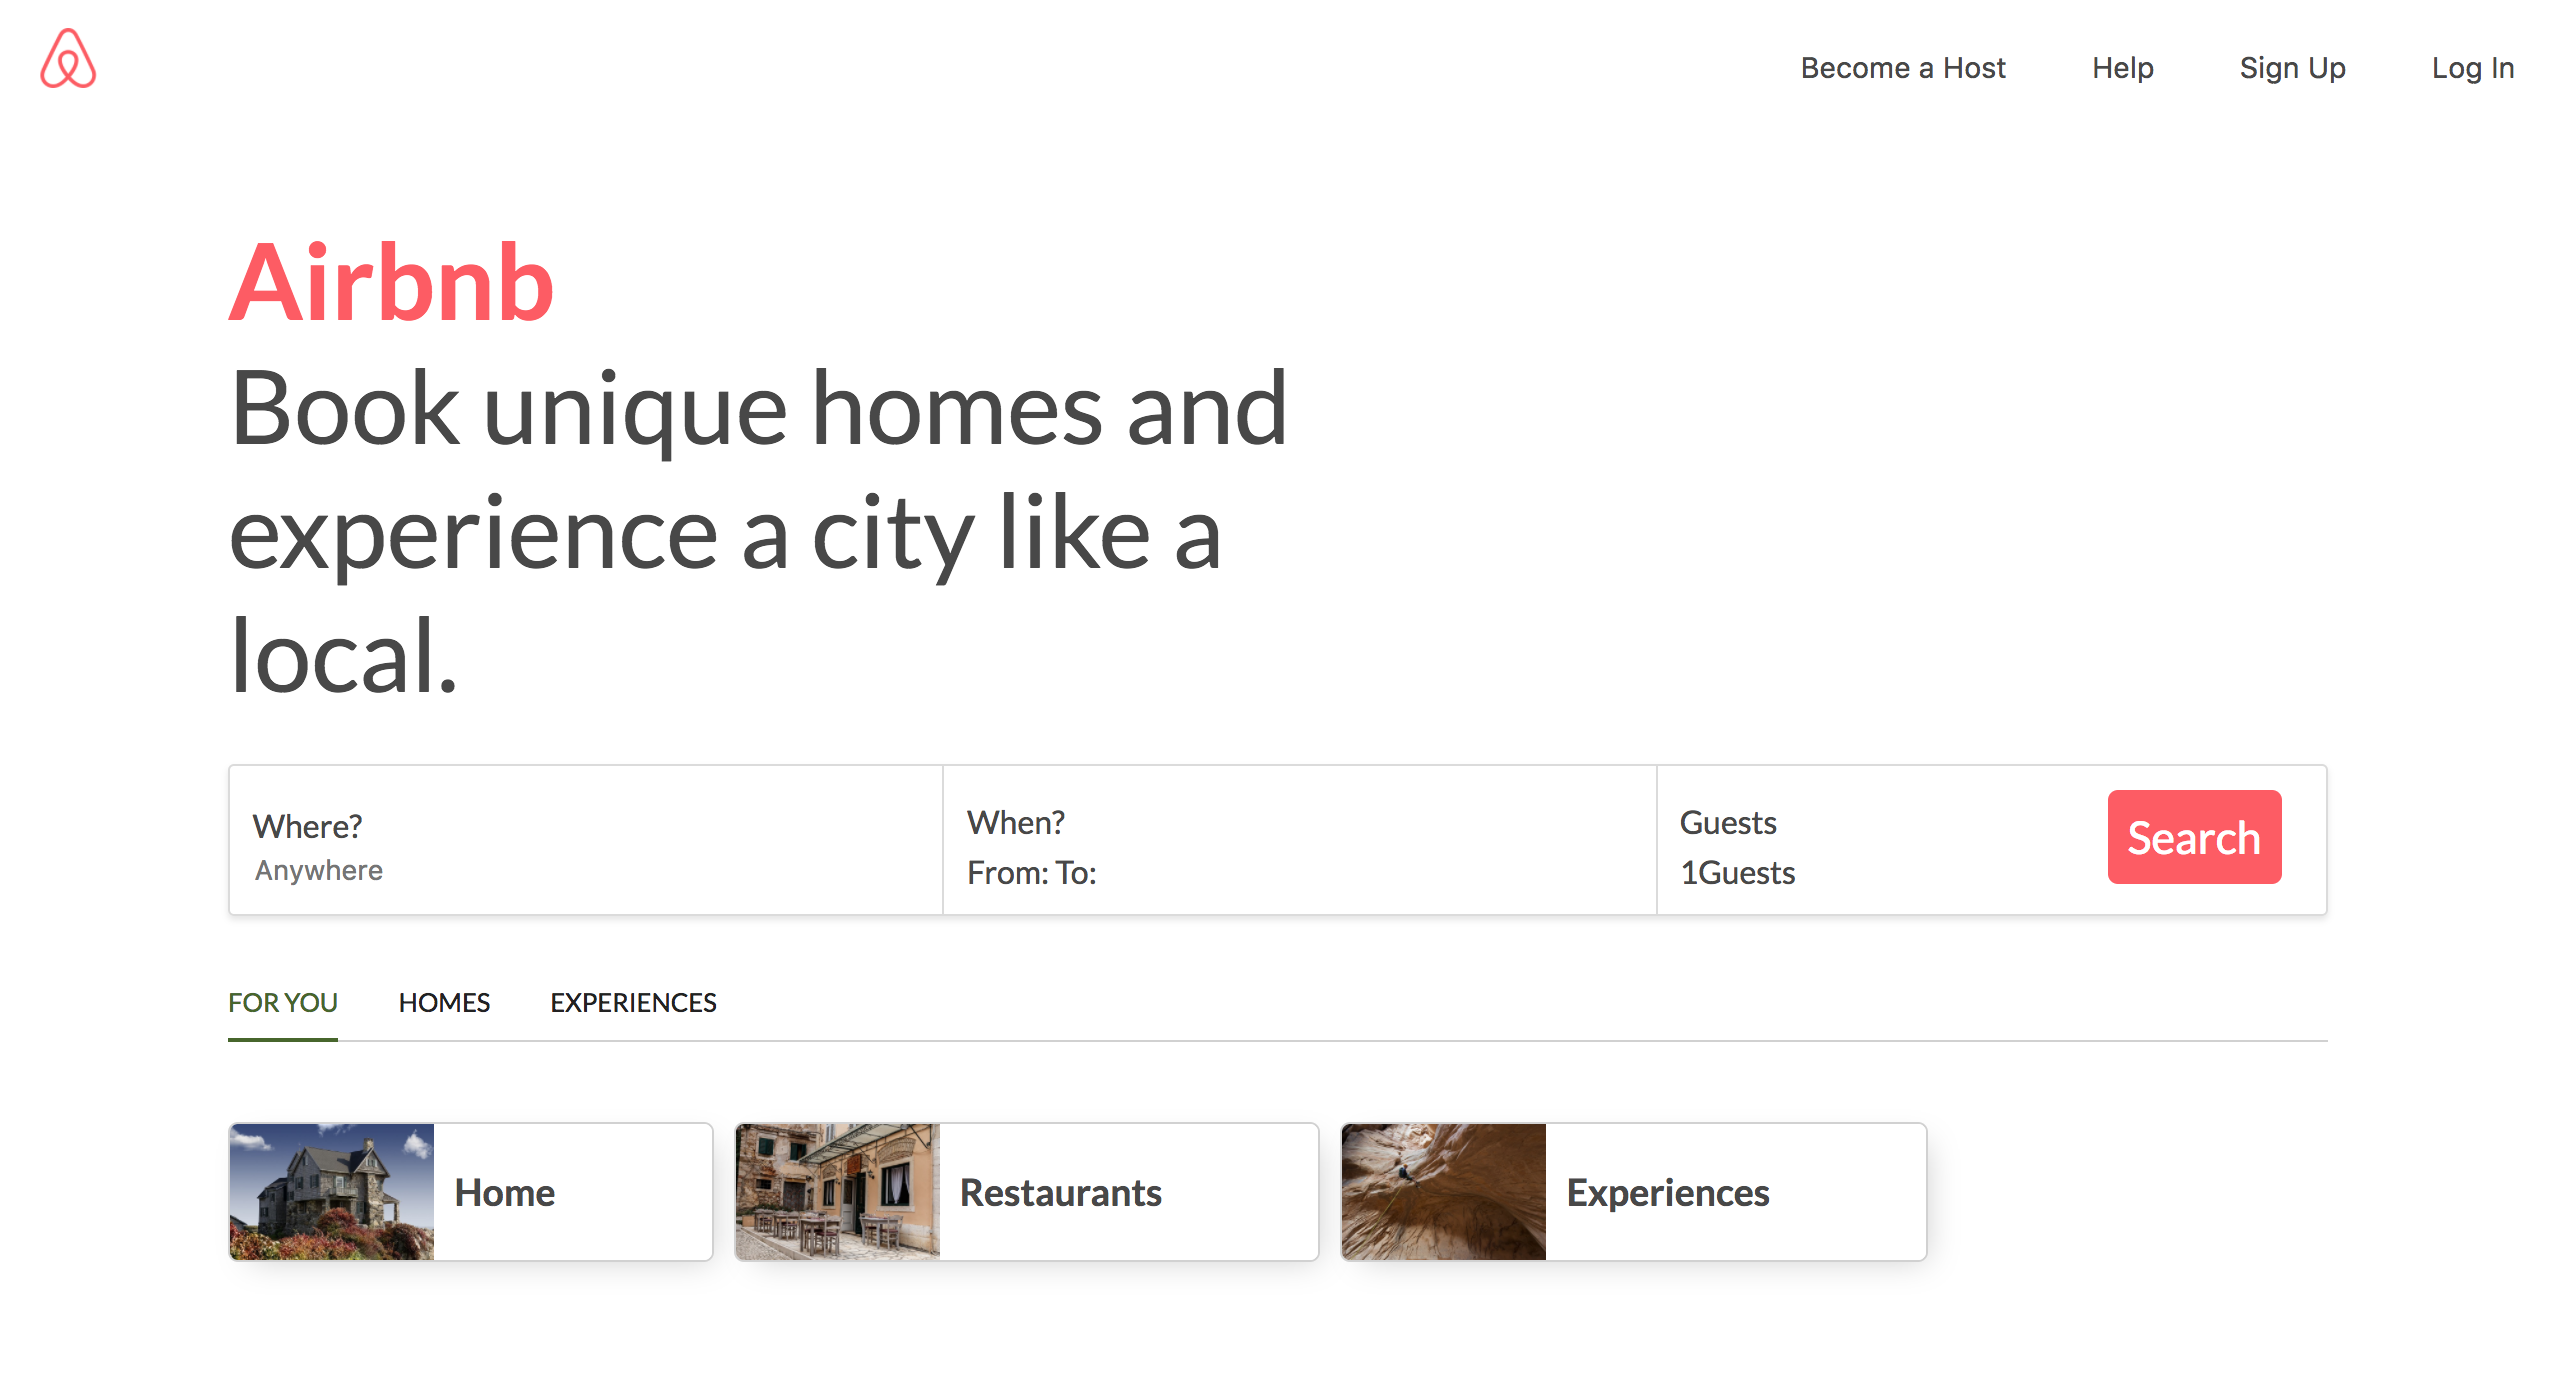 Become a Host Help Sign Up Log In
Airbnb
Book unique homes and
experience a city like a
local.
Where?
Anywhere
When?
From: To:
Guests
1Guests
Search
FOR YOU HOMES EXPERIENCES
Home
Restaurants
Experiences